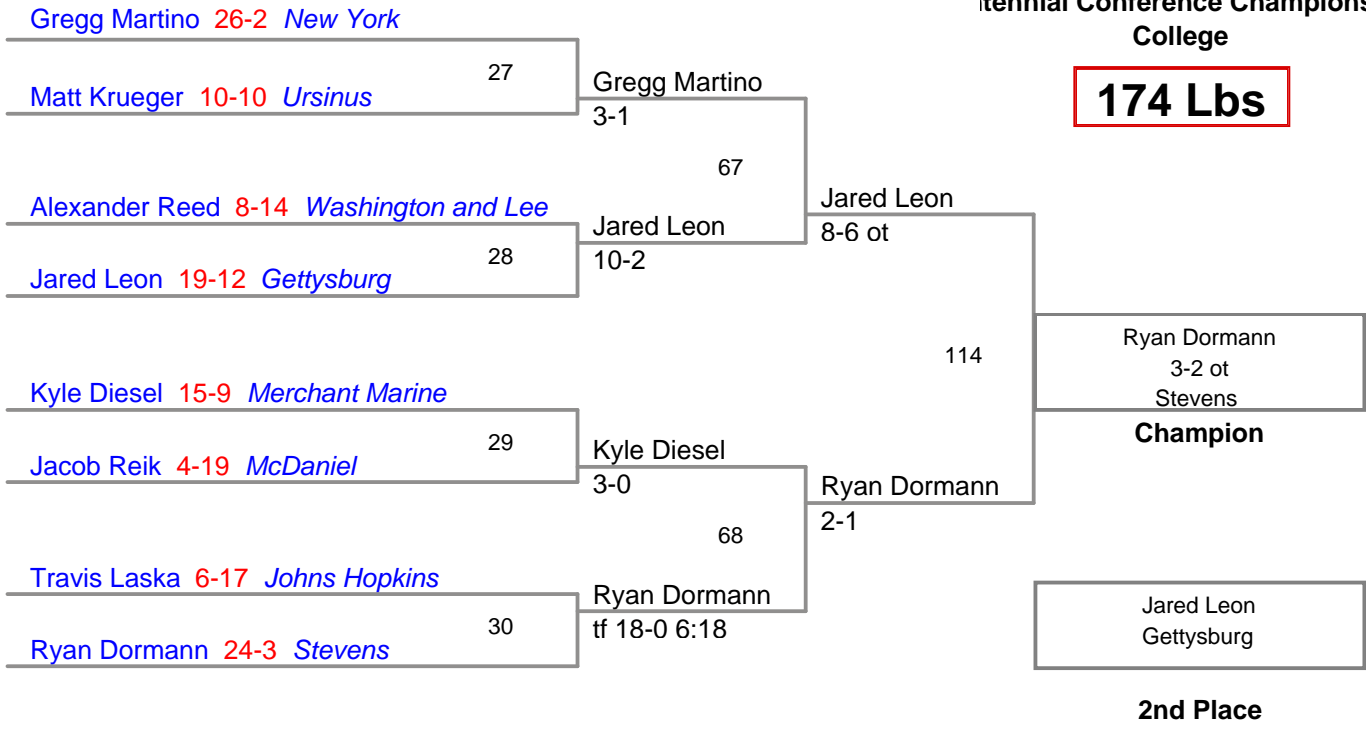 Gregg Martino 26-2 New York
tennial Conference Champions
College
174 Lbs
27
Gregg Martino
3-1
Matt Krueger 10-10 Ursinus
67
Alexander Reed 8-14 Washington and Lee
Jared Leon
8-6 ot
Jared Leon
10-2
28
Jared Leon 19-12 Gettysburg
114
Ryan Dormann
3-2 ot
Stevens
Champion
Kyle Diesel 15-9 Merchant Marine
29
Kyle Diesel
3-0
Jacob Reik 4-19 McDaniel
Ryan Dormann
2-1
68
Travis Laska 6-17 Johns Hopkins
Ryan Dormann
tf 18-0 6:18
30
Ryan Dormann 24-3 Stevens
Jared Leon
Gettysburg
2nd Place